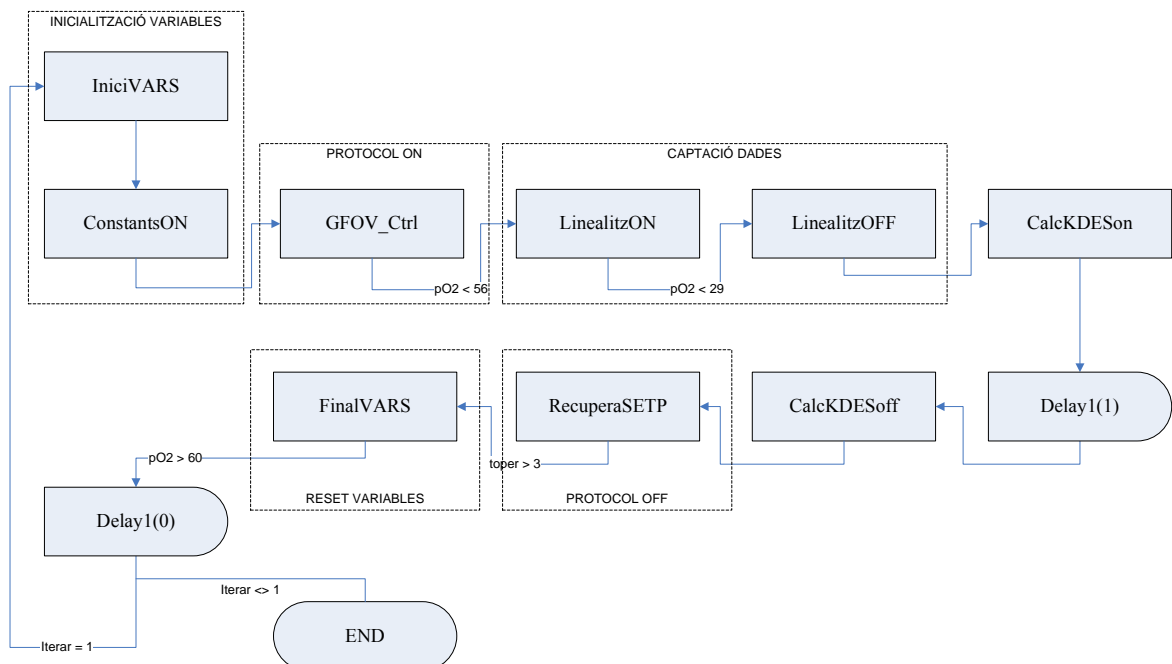 INICIALITZACIÓ VARIABLES
IniciVARS
ConstantsON
PROTOCOL ON
GFOV_Ctrl
pO2 < 56
CAPTACIÓ DADES
LinealitzON
pO2 < 29
LinealitzOFF
CalcKDESon
Delay1(1)
CalcKDESoff
RecuperaSETP
PROTOCOL OFF
toper > 3
FinalVARS
RESET VARIABLES
pO2 > 60
Delay1(0)
Iterar <> 1
END
Iterar = 1